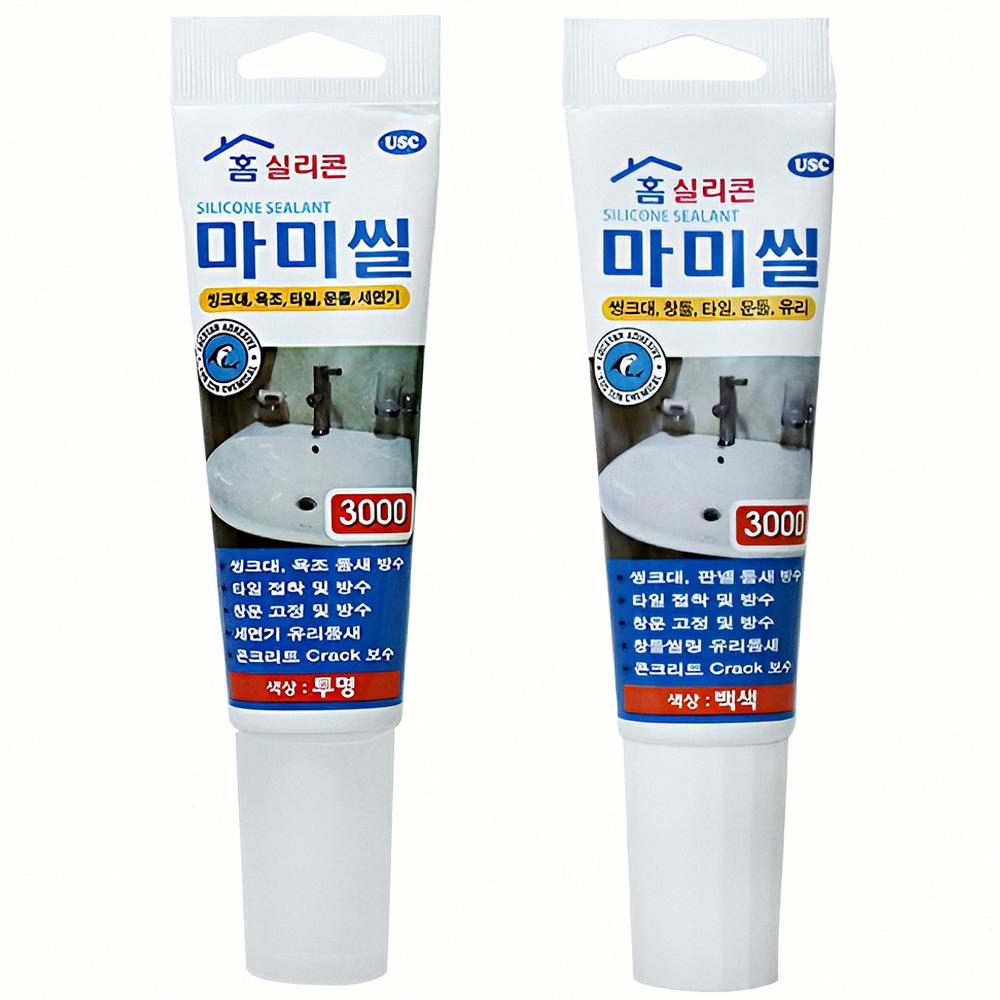 USC
홈 실리콘
SILICONE SEALANT
마미씰
씽크대, 욕조, 타일, 문틀, 세면기
3000
씽크대, 욕조 틈새 방수
타일 접착 및 방수
창문 고정 및 방수
세면기 유리틈새
콘크리트 Crack 보수
색상 : 투명
USC
홈 실리콘
SILICONE SEALANT
마미씰
씽크대, 창틀, 타일, 문틀, 유리
3000
씽크대, 판넬 틈새 방수
타일 접착 및 방수
창문 고정 및 방수
창틀씰링 유리틈새
콘크리트 Crack 보수
색상 : 백색